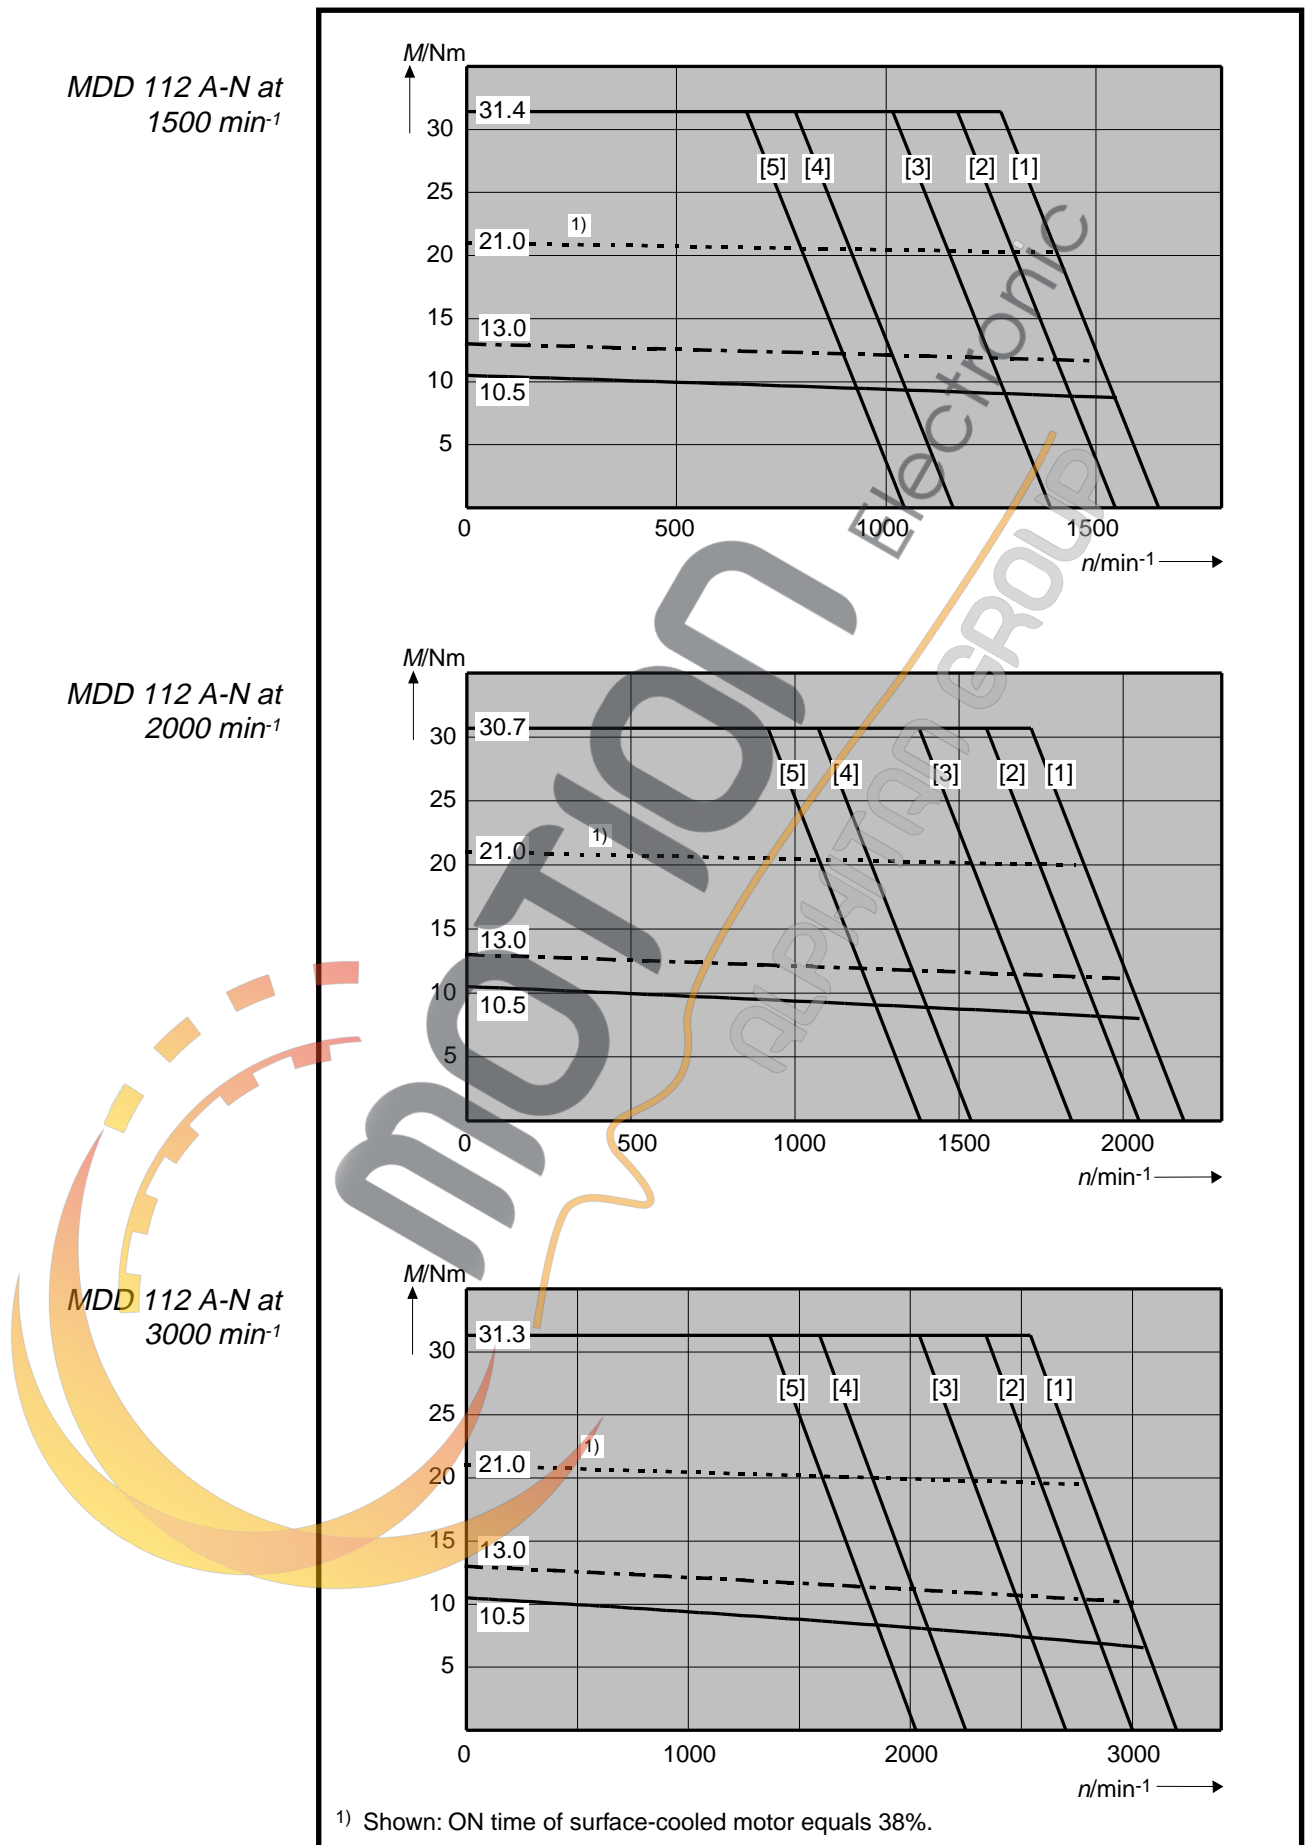 MDD 112 A-N at
1500 min-1
M/Nm
31.4
30
[5] [4] [3] [2] [1]
25
1)
21.0
20
15
13.0
10
10.5
5
0 500 1000 1500
n/min-1
Electronic
MOTION
ALPHITAN GROUP
MDD 112 A-N at
2000 min-1
M/Nm
30.7
30
[5] [4] [3] [2] [1]
25
1)
21.0
20
15
13.0
10
10.5
5
0 500 1000 1500 2000
n/min-1
MDD 112 A-N at
3000 min-1
M/Nm
31.3
30
[5] [4] [3] [2] [1]
25
1)
21.0
20
15
13.0
10
10.5
5
0 1000 2000 3000
n/min-1
1) Shown: ON time of surface-cooled motor equals 38%.